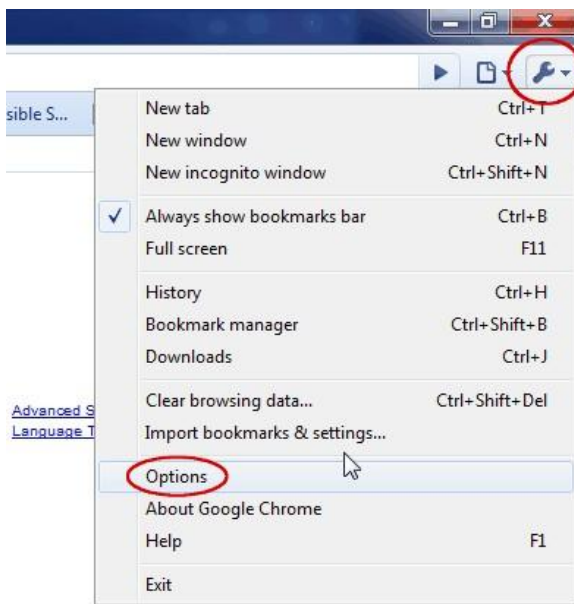 sible S...
New tab Ctrl+T
New window Ctrl+N
New incognito window Ctrl+Shift+N
Always show bookmarks bar Ctrl+B
Full screen F11
History Ctrl+H
Bookmark manager Ctrl+Shift+B
Downloads Ctrl+J
Clear browsing data... Ctrl+Shift+Del
Advanced S
Import bookmarks & settings...
Language T
Options
About Google Chrome
Help F1
Exit